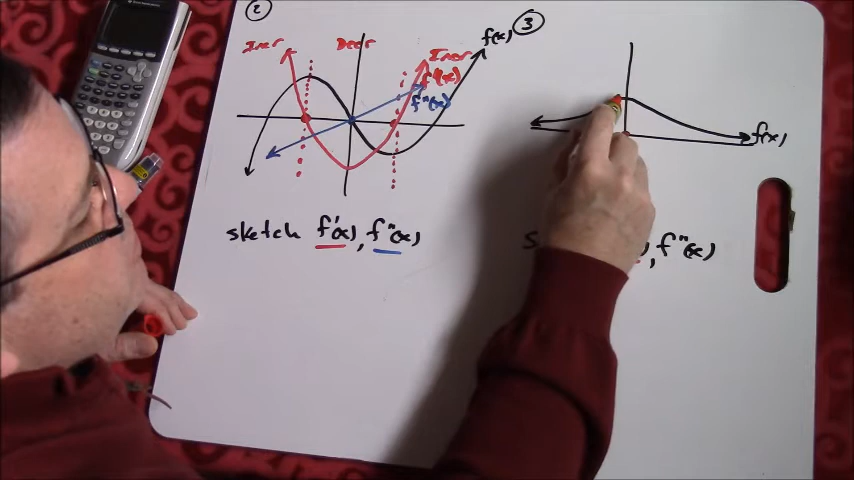 2
3
Incr Decr Incr f(x)
f'(x)
f"(x)
f(x)
sketch f'(x), f"(x)
s , f"(x)